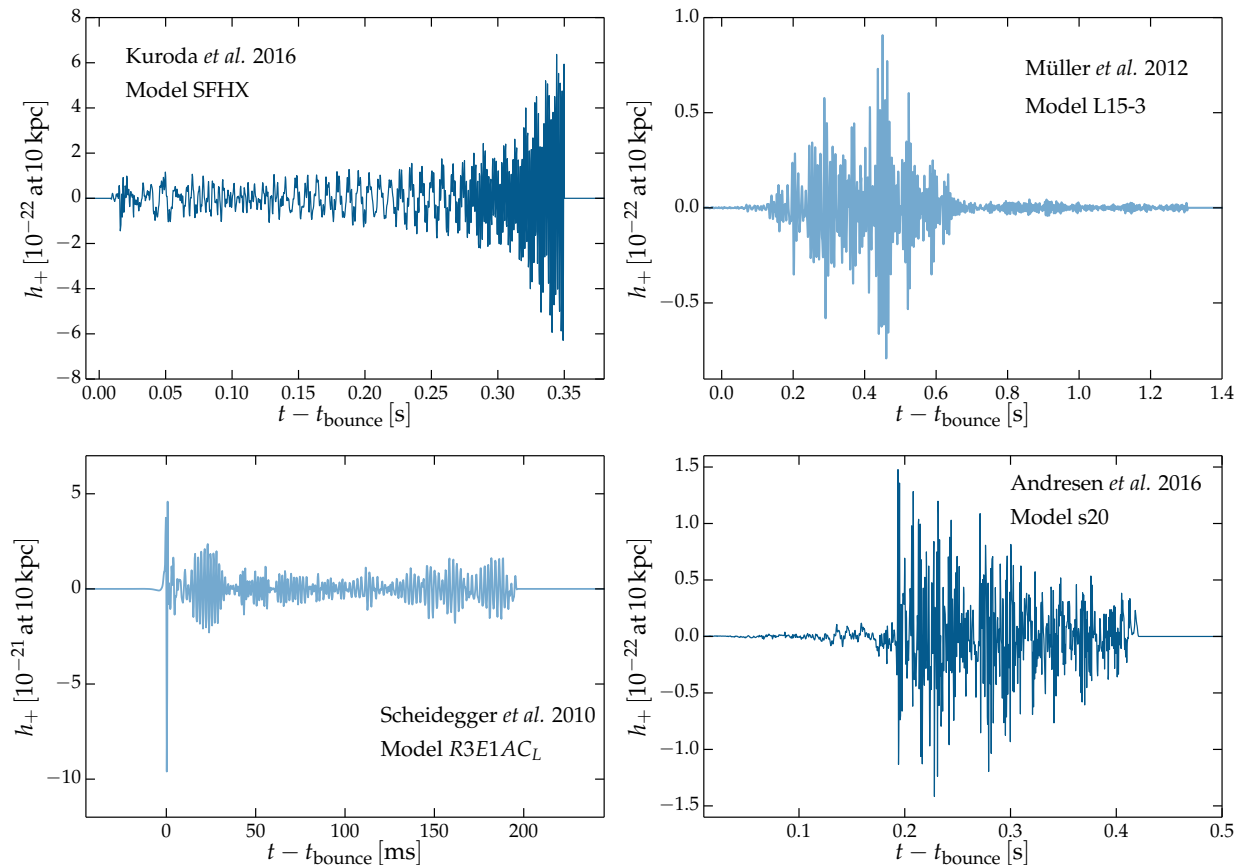 8
6
4
2
0
−2
−4
−6
−8
h+ [10−22 at 10 kpc]
Kuroda et al. 2016
Model SFHX
0.00 0.05 0.10 0.15 0.20 0.25 0.30 0.35
t − tbounce [s]
1.0
0.5
0.0
−0.5
h+ [10−22 at 10 kpc]
Müller et al. 2012
Model L15-3
0.0 0.2 0.4 0.6 0.8 1.0 1.2 1.4
t − tbounce [s]
5
0
−5
−10
h+ [10−21 at 10 kpc]
Scheidegger et al. 2010
Model R3E1ACL
0 50 100 150 200
t − tbounce [ms]
1.5
1.0
0.5
0.0
−0.5
−1.0
−1.5
h+ [10−22 at 10 kpc]
Andresen et al. 2016
Model s20
0.1 0.2 0.3 0.4 0.5
t − tbounce [s]